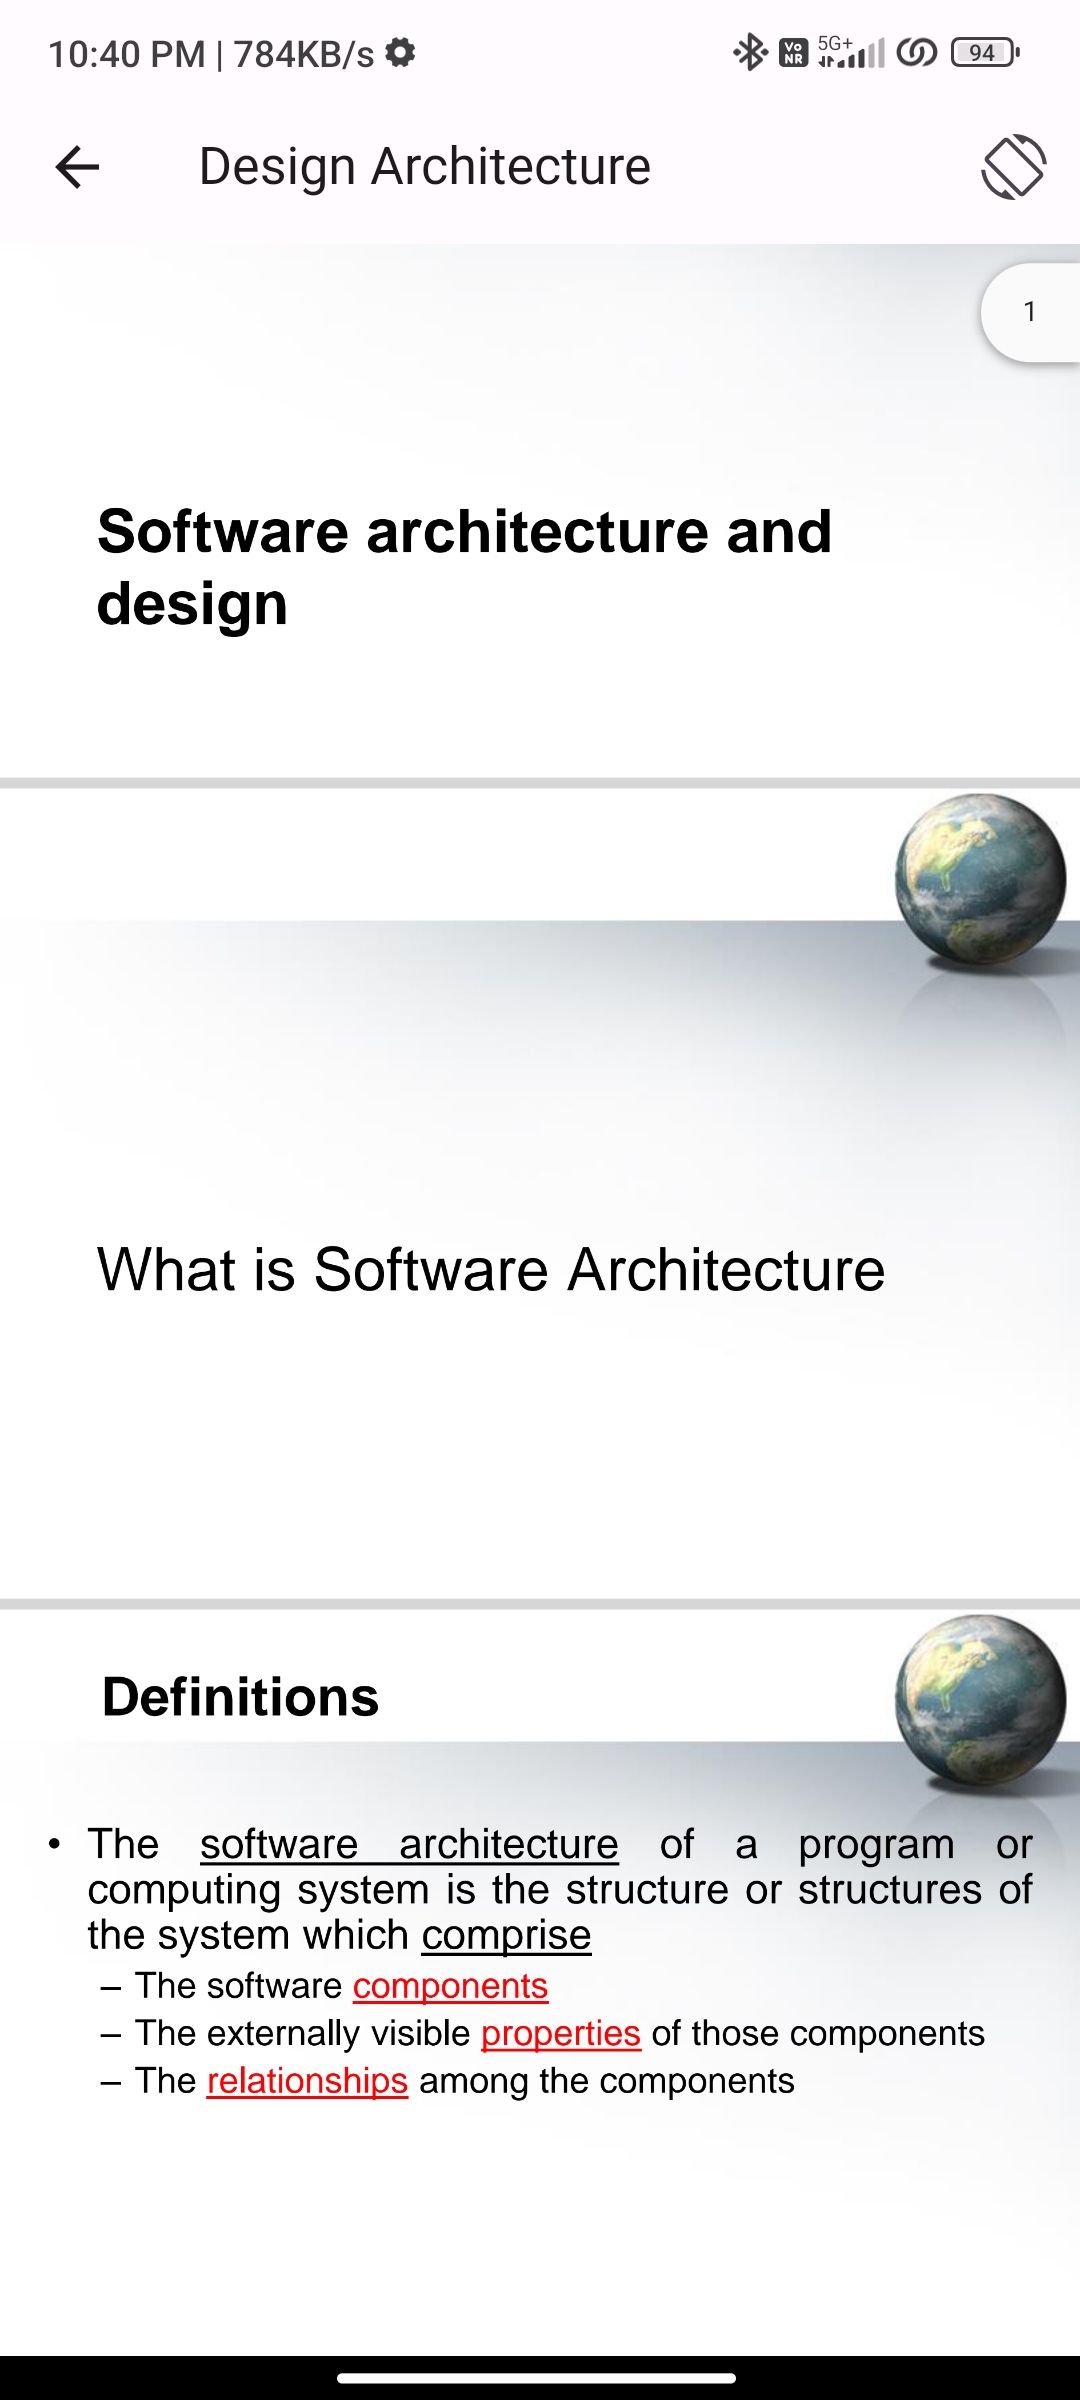 10:40 PM | 784KB/s
Vo NR 5G+ 94
Design Architecture
1
Software architecture and
design
What is Software Architecture
Definitions
• The software architecture of a program or
computing system is the structure or structures of
the system which comprise
– The software components
– The externally visible properties of those components
– The relationships among the components